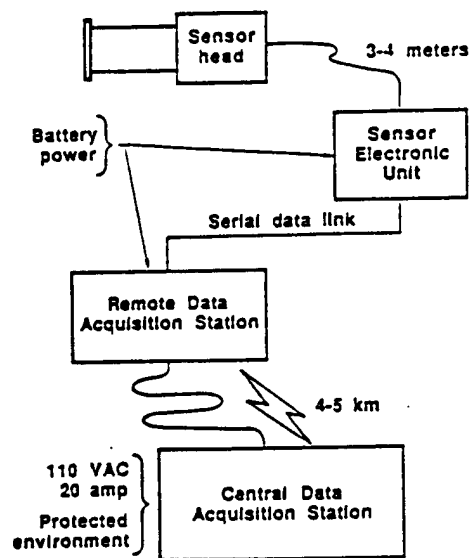 Sensor
head
3-4 meters
Battery
power
Sensor
Electronic
Unit
Serial data link
Remote Data
Acquisition Station
4-5 km
110 VAC
20 amp
Protected
environment
Central Data
Acquisition Station